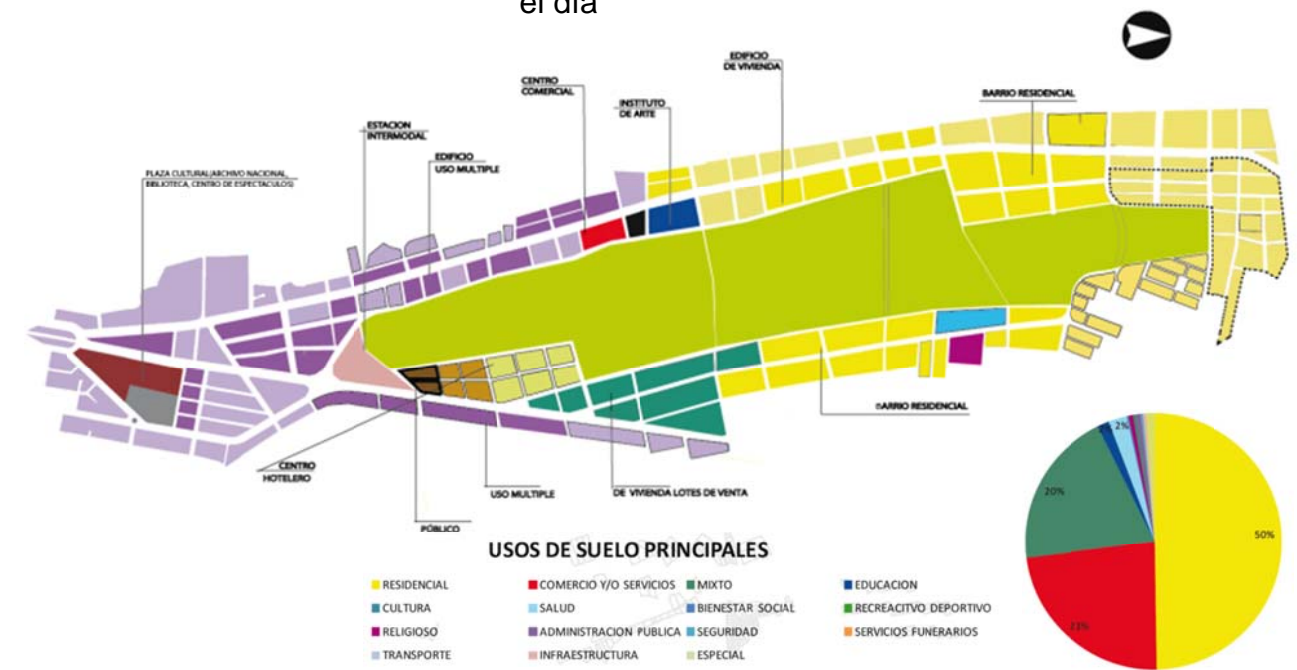 el dia
EDIFICIO
DE VIVIENDA
CENTRO
COMERCIAL
BARRIO RESIDENCIAL
INSTITUTO
DE ARTE
ESTACION
INTERMODAL
EDIFICIO
USO MULTIPLE
PLAZA CULTURAL(ARCHIVO NACIONAL,
BIBLIOTECA, CENTRO DE ESPECTACULOS)
BARRIO RESIDENCIAL
CENTRO
HOTELERO
USO MULTIPLE
DE VIVIENDA LOTES DE VENTA
PÚBLICO
USOS DE SUELO PRINCIPALES
RESIDENCIAL
COMERCIO Y/O SERVICIOS
MIXTO
EDUCACION
CULTURA
SALUD
BIENESTAR SOCIAL
RECREACITVO DEPORTIVO
RELIGIOSO
ADMINISTRACION PUBLICA
SEGURIDAD
SERVICIOS FUNERARIOS
TRANSPORTE
INFRAESTRUCTURA
ESPECIAL
2%
20%
50%
23%